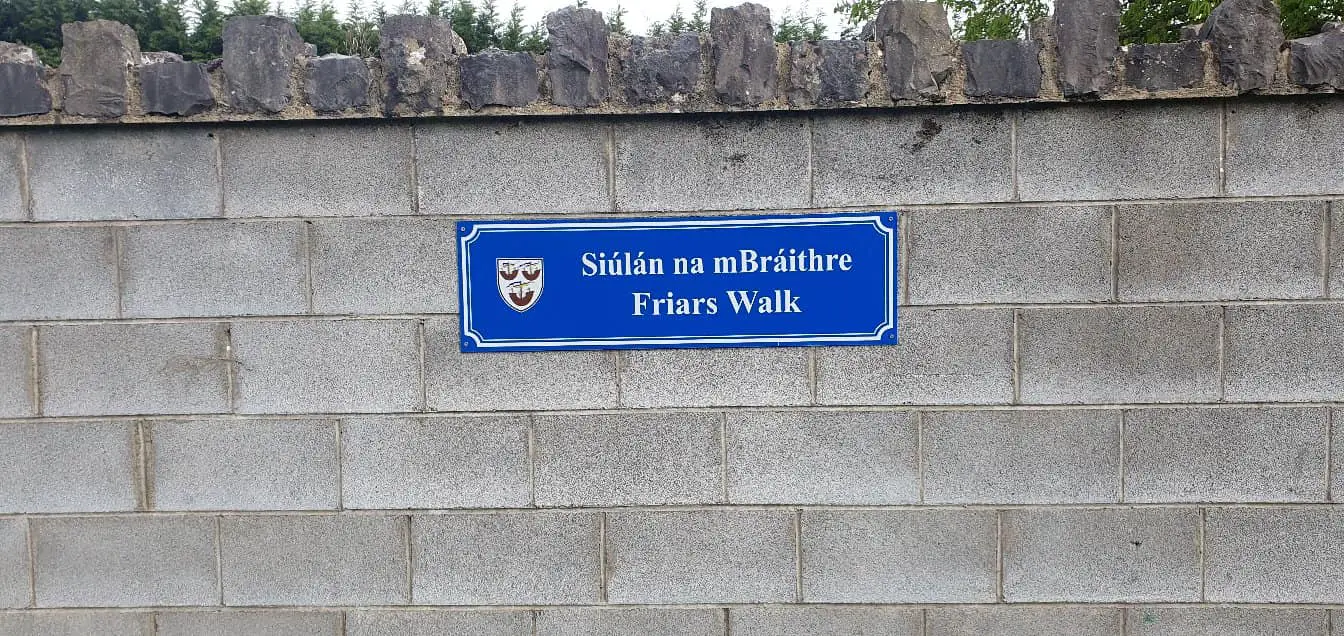 Siúlán na mBráithre
Friars Walk